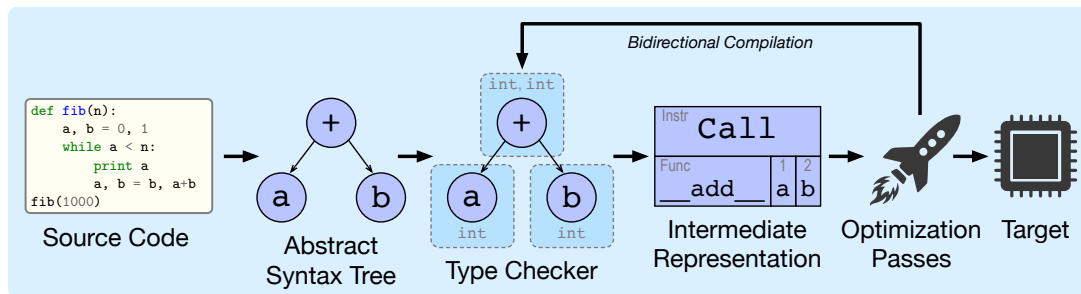 Bidirectional Compilation
def fib(n):
    a, b = 0, 1
    while a < n:
        print a
        a, b = b, a+b
fib(1000)
Source Code
+
a
b
Abstract
Syntax Tree
int, int
+
a
b
int
int
Type Checker
Instr
Call
Func
__add__
1
a
2
b
Intermediate
Representation
Optimization
Passes
Target